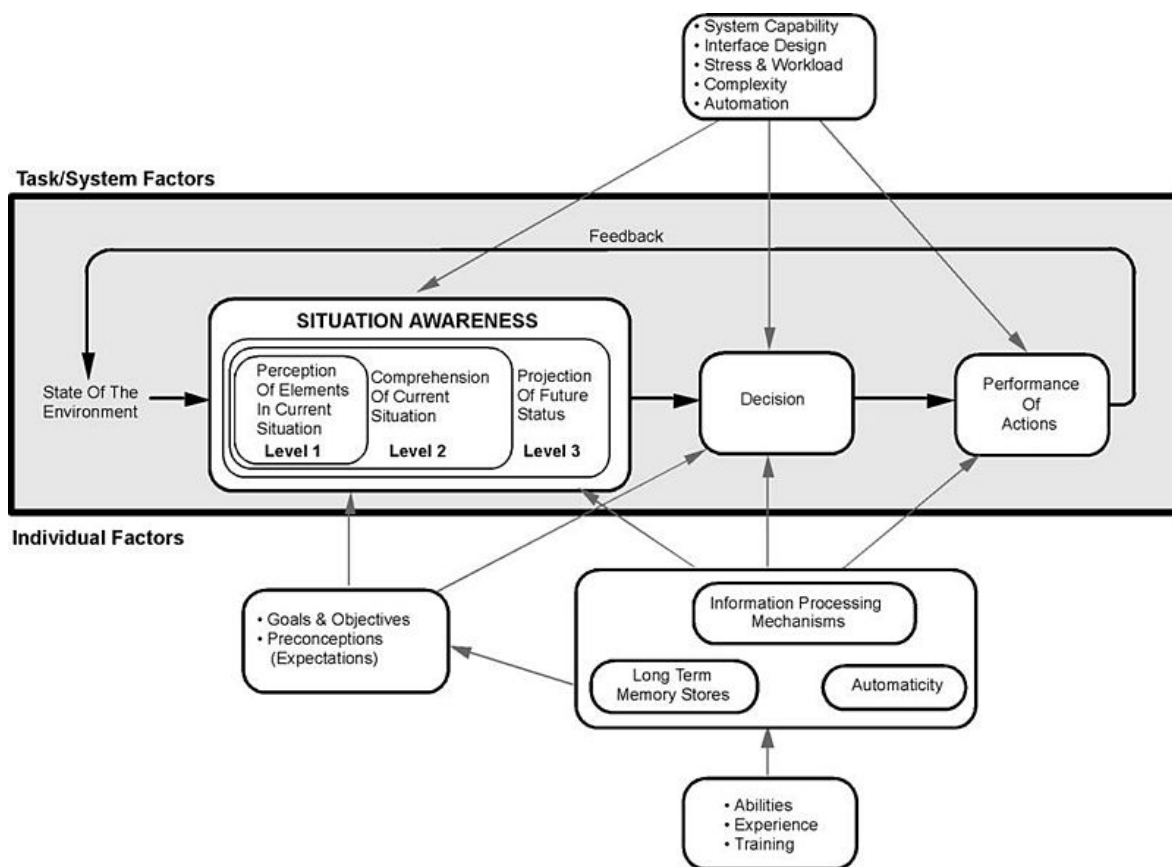 • System Capability
• Interface Design
• Stress & Workload
• Complexity
• Automation
Task/System Factors
Feedback
SITUATION AWARENESS
State Of The
Environment
Perception
Of Elements
In Current
Situation
Level 1
Comprehension
Of Current
Situation
Level 2
Projection
Of Future
Status
Level 3
Decision
Performance
Of
Actions
Individual Factors
• Goals & Objectives
• Preconceptions
(Expectations)
Information Processing
Mechanisms
Long Term
Memory Stores
Automaticity
• Abilities
• Experience
• Training